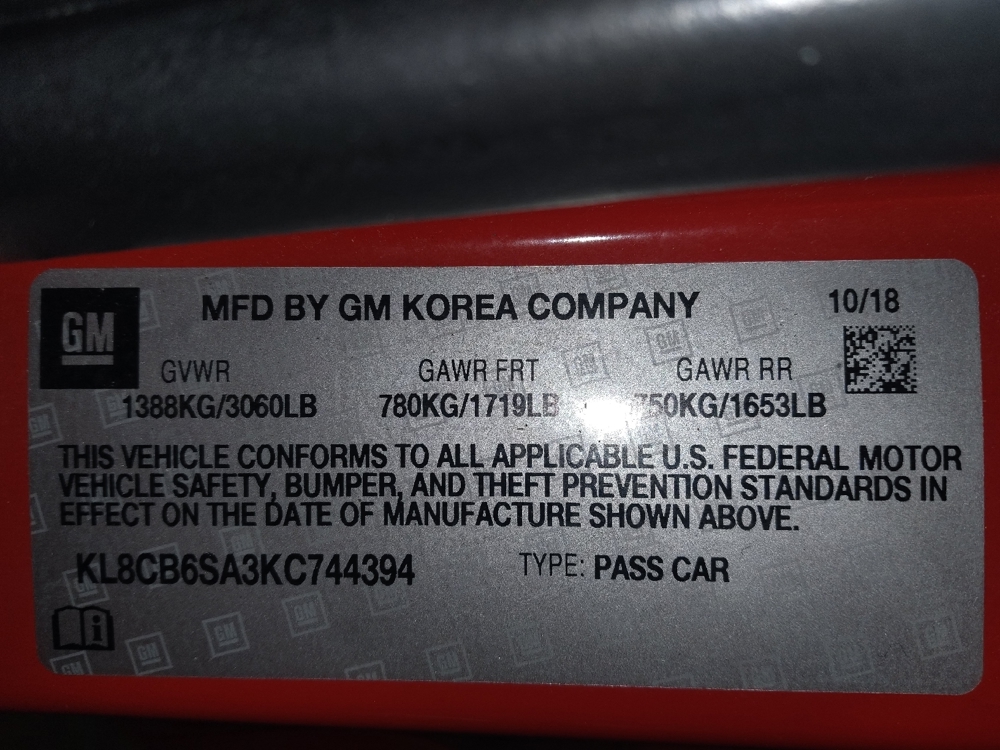 GM
MFD BY GM KOREA COMPANY 10/18
GVWR GAWR FRT GAWR RR
1388KG/3060LB 780KG/1719LB 750KG/1653LB
THIS VEHICLE CONFORMS TO ALL APPLICABLE U.S. FEDERAL MOTOR
VEHICLE SAFETY, BUMPER, AND THEFT PREVENTION STANDARDS IN
EFFECT ON THE DATE OF MANUFACTURE SHOWN ABOVE.
KL8CB6SA3KC744394 TYPE: PASS CAR